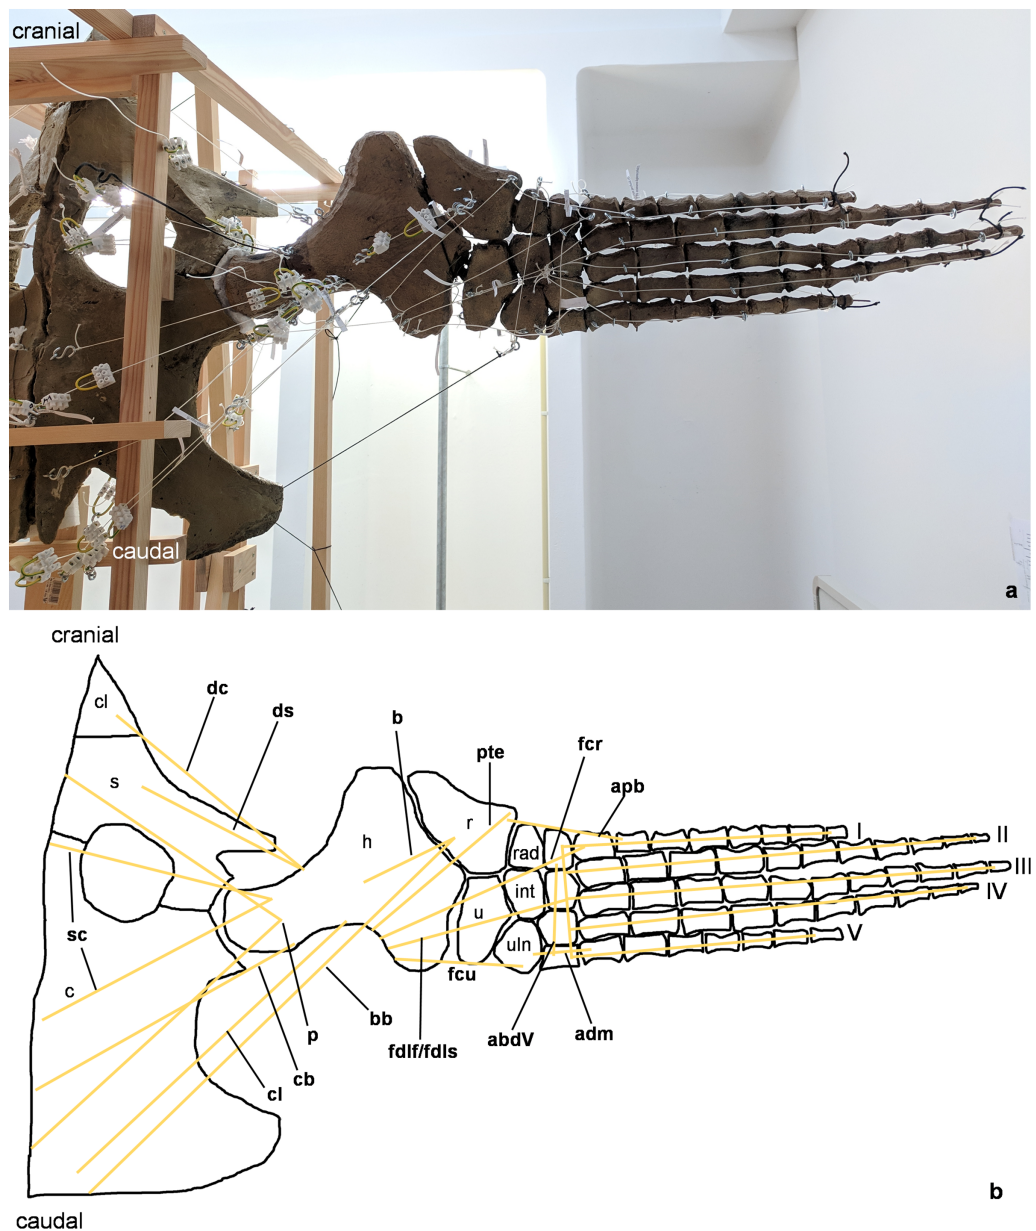 cranial
caudal
a
cranial
cl
dc
ds
b
pte
fcr
apb
s
h
r
rad
I
II
III
IV
V
int
u
uln
sc
c
fcu
p
bb
cb
cl
fdlf/fdls
abdV
adm
b
caudal